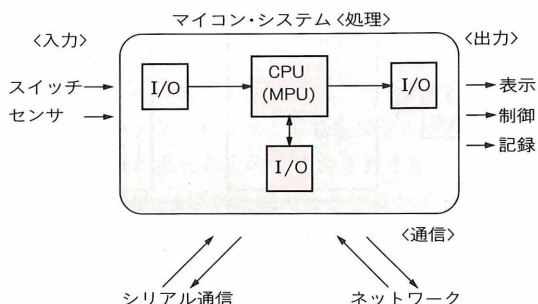 マイコン・システム〈処理〉
〈入力〉
〈出力〉
スイッチ
センサ
I/O
CPU
(MPU)
I/O
I/O
表示
制御
記録
〈通信〉
シリアル通信
ネットワーク